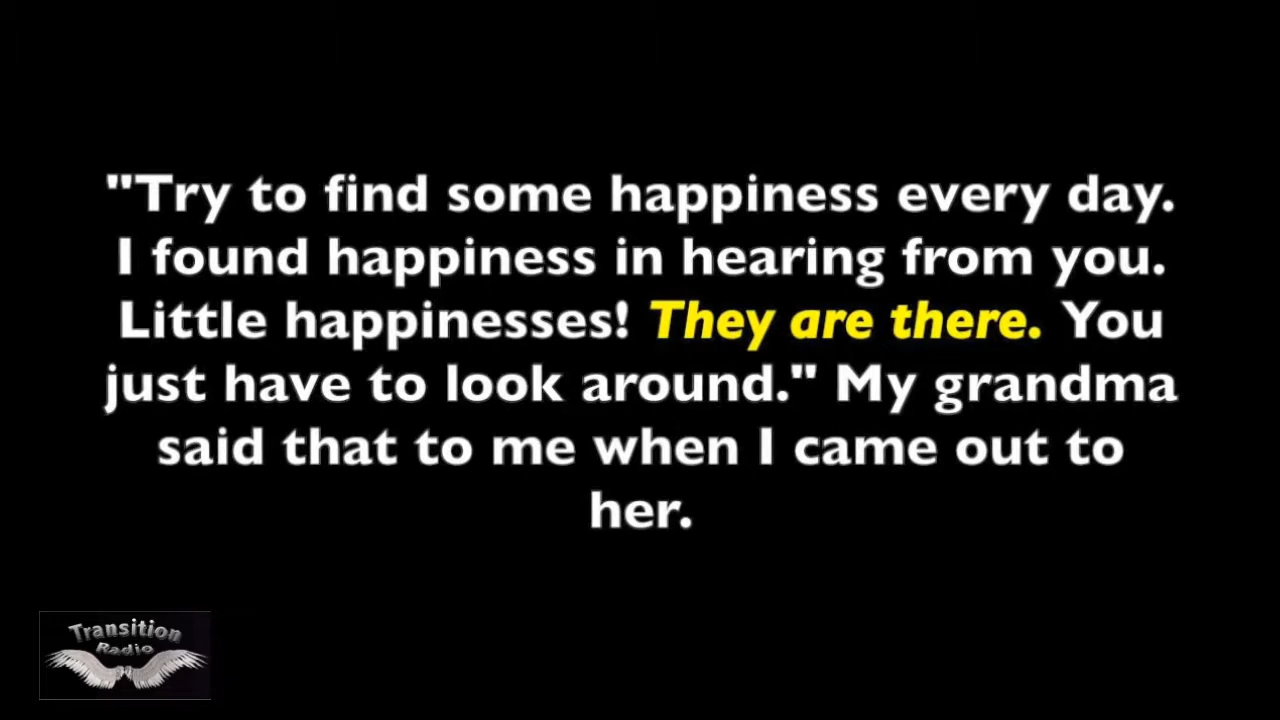 "Try to find some happiness every day.
I found happiness in hearing from you.
Little happinesses! They are there. You
just have to look around." My grandma
said that to me when I came out to
her.
Transition
Radio